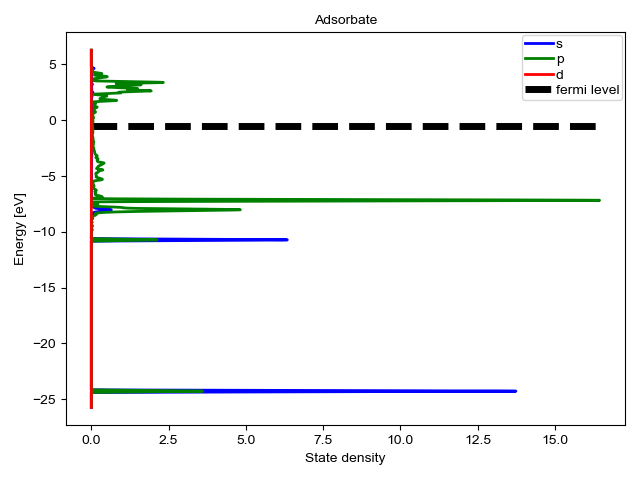 Adsorbate
s
p
d
fermi level
5
0
−5
−10
−15
−20
−25
Energy [eV]
0.0 2.5 5.0 7.5 10.0 12.5 15.0
State density